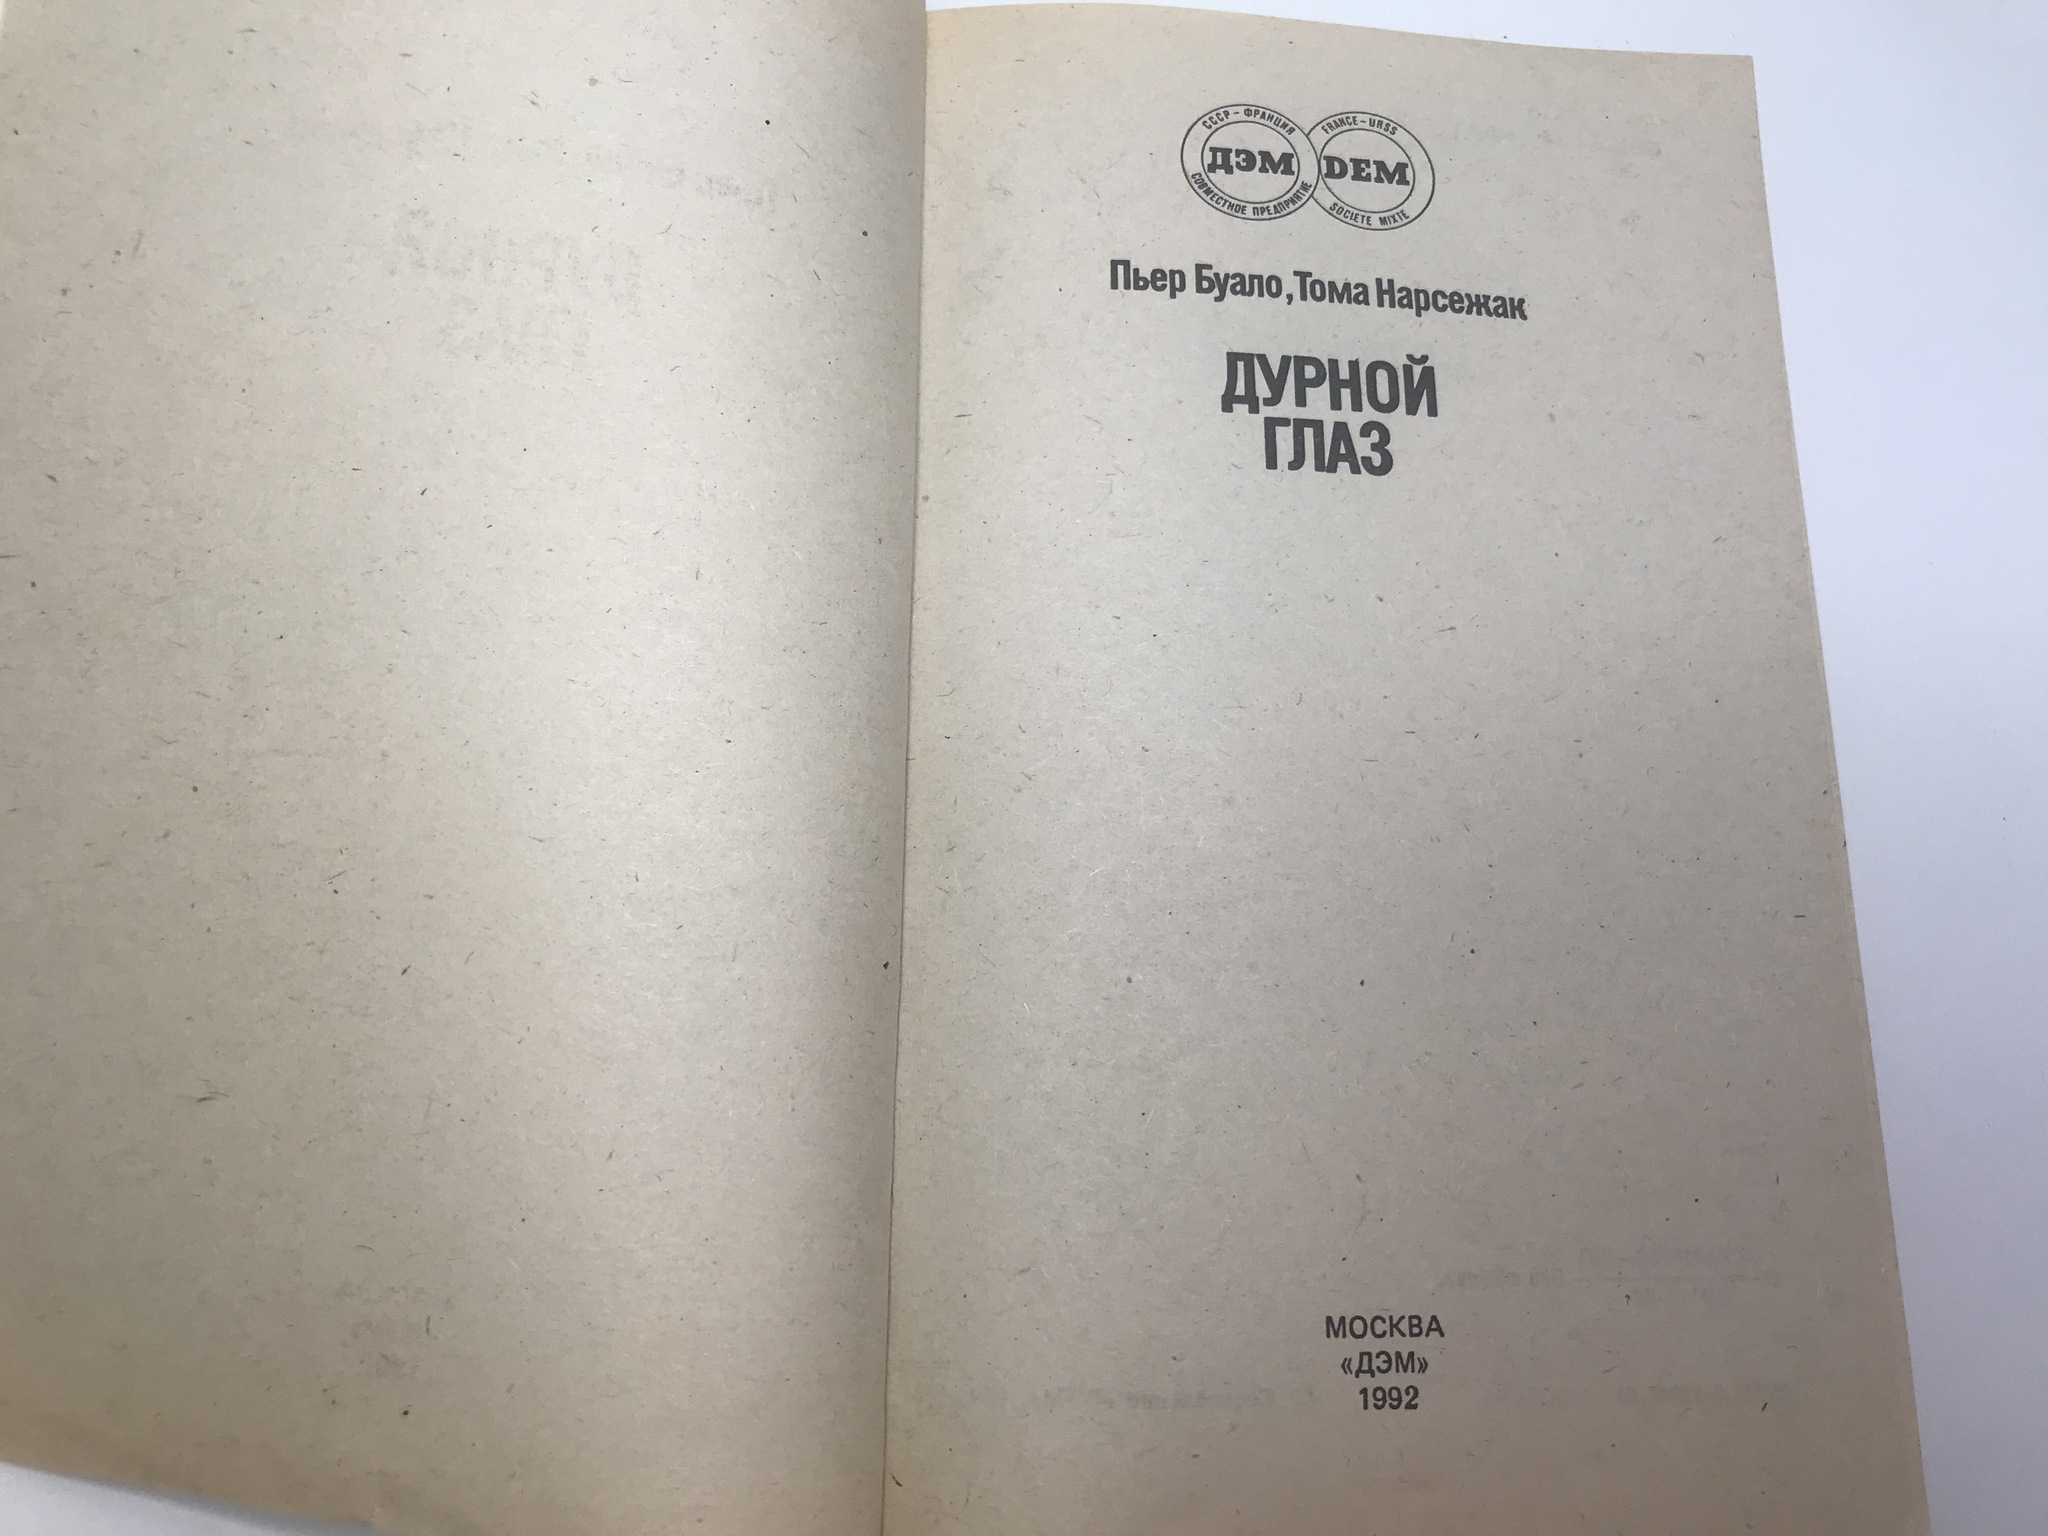 СССР – ФРАНЦИЯ
ДЭМ
СОВМЕСТНОЕ ПРЕДПРИЯТИЕ
FRANCE – URSS
DEM
SOCIETE MIXTE
Пьер Буало, Тома Нарсежак
ДУРНОЙ
ГЛАЗ
МОСКВА
«ДЭМ»
1992